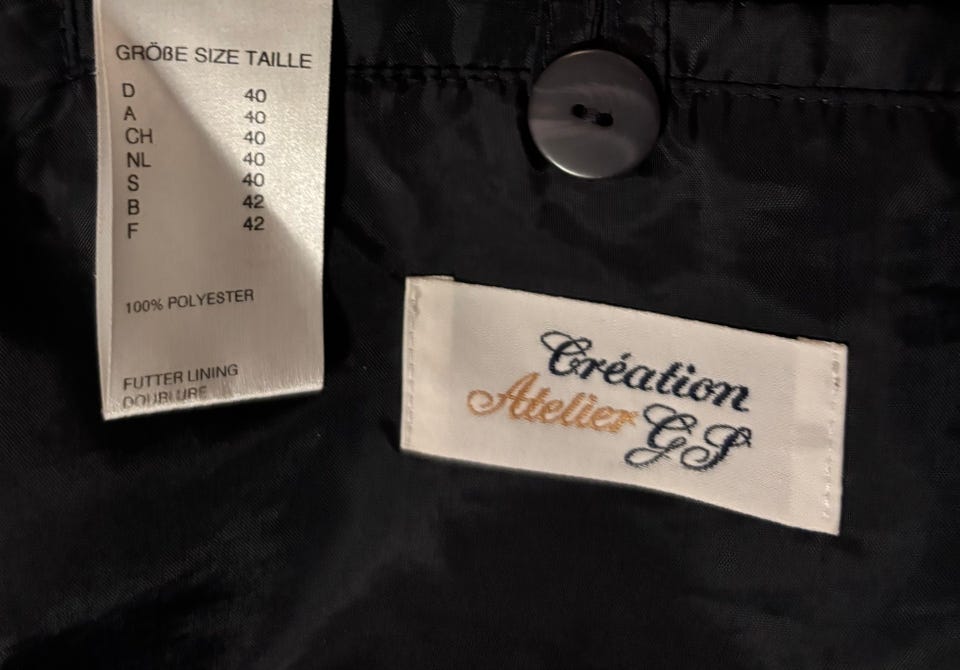 GRÖßE SIZE TAILLE
D 40
A 40
CH 40
NL 40
S 40
B 42
F 42
100% POLYESTER
FUTTER LINING
DOUBLURE
Création
Atelier GS